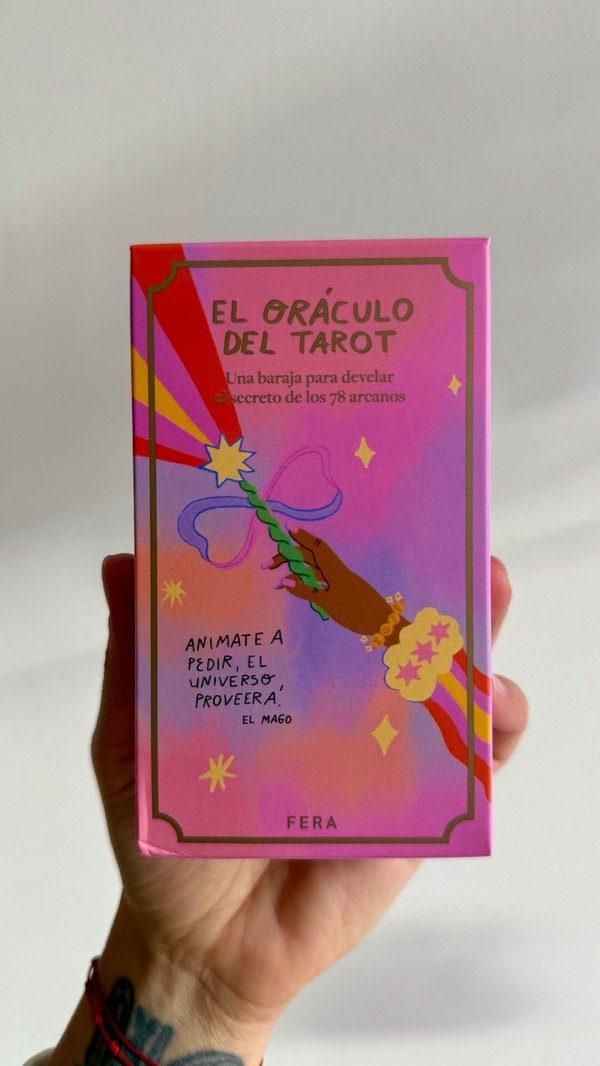 EL ORÁCULO
DEL TAROT
Una baraja para develar
el secreto de los 78 arcanos
ANIMATE A
PEDIR, EL
UNIVERSO,
PROVEERÁ.
EL MAGO
FERA